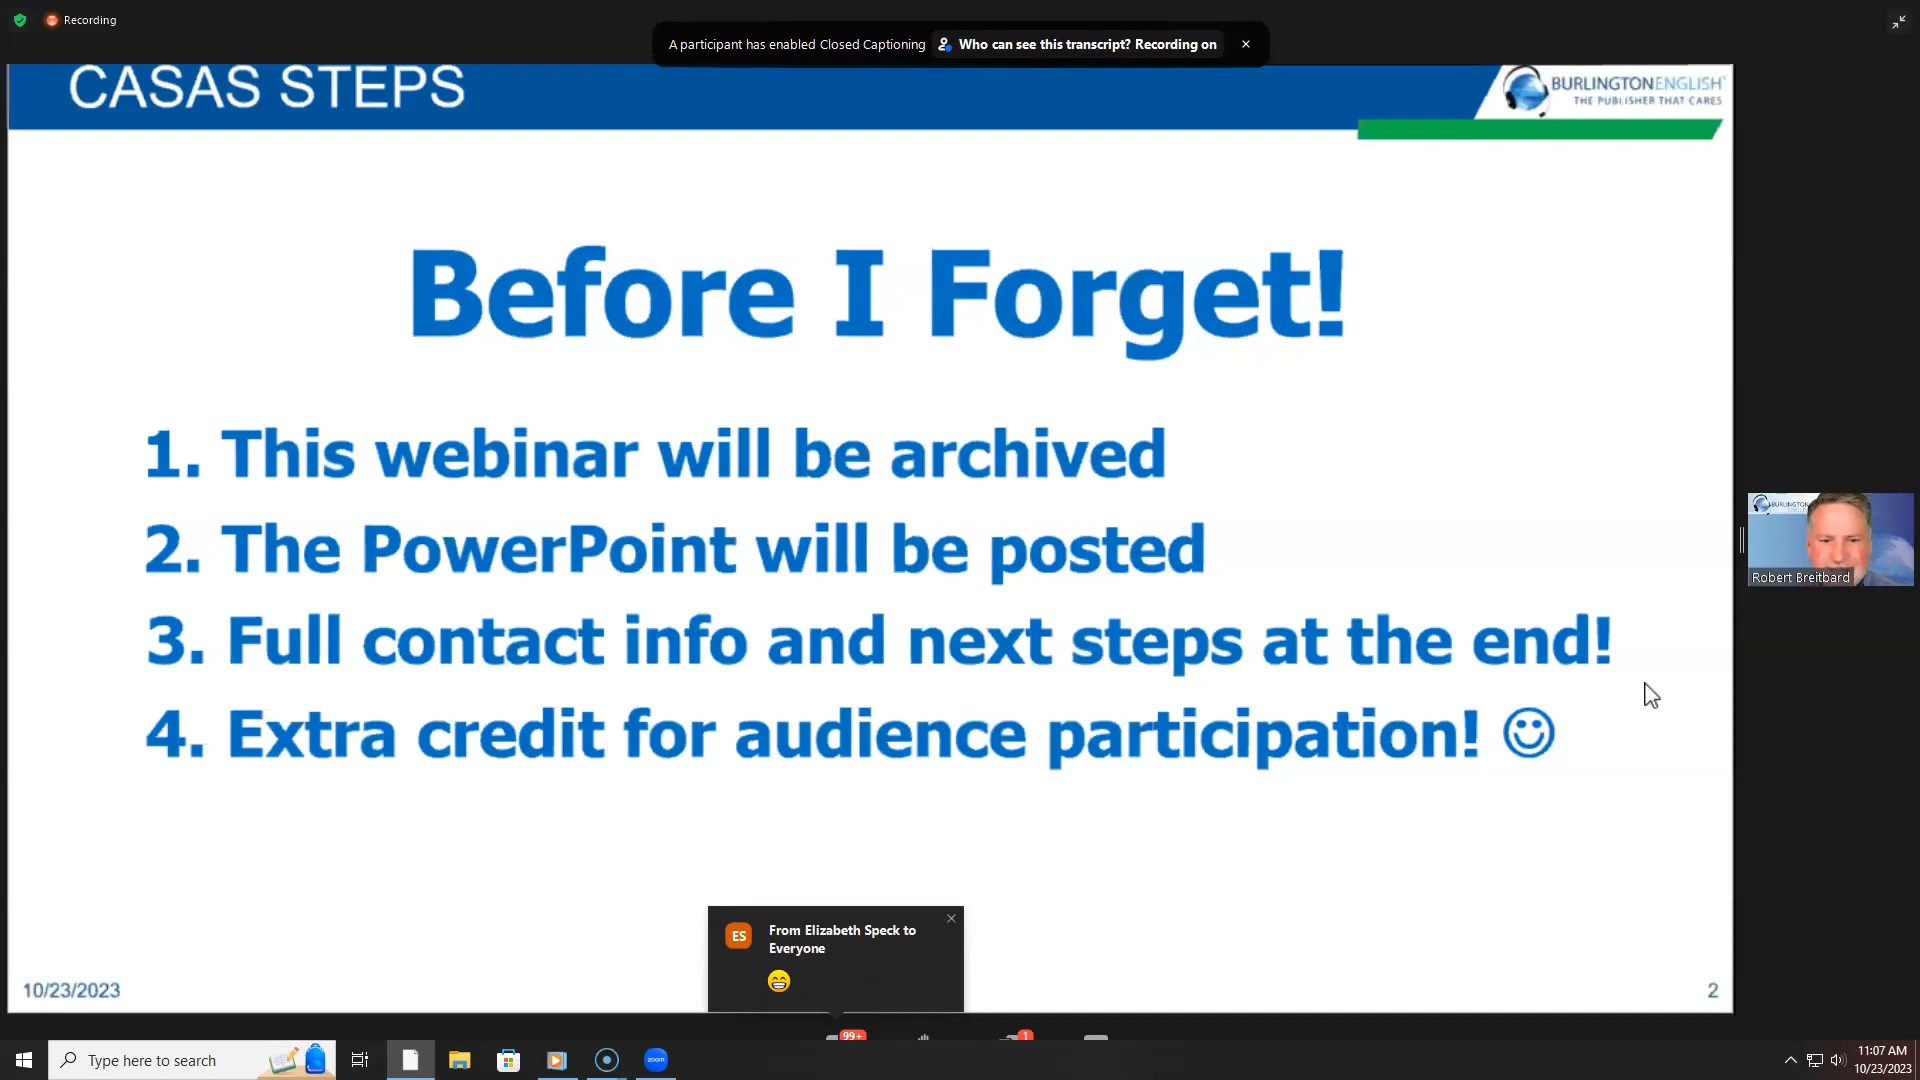 Recording
A participant has enabled Closed Captioning Who can see this transcript? Recording on
CASAS STEPS
BURLINGTONENGLISH
THE PUBLISHER THAT CARES
Before I Forget!
1. This webinar will be archived
2. The PowerPoint will be posted
3. Full contact info and next steps at the end!
4. Extra credit for audience participation! ☺
Robert Breitbard
ES
From Elizabeth Speck to
Everyone
😁
10/23/2023
2
99+
1
Type here to search
zoom
11:07 AM
10/23/2023